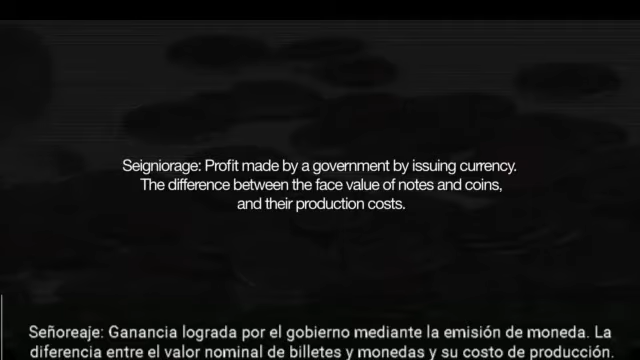 Seigniorage: Profit made by a government by issuing currency.
The difference between the face value of notes and coins,
and their production costs.
Señoreaje: Ganancia lograda por el gobierno mediante la emisión de moneda. La
diferencia entre el valor nominal de billetes y monedas y su costo de producción.